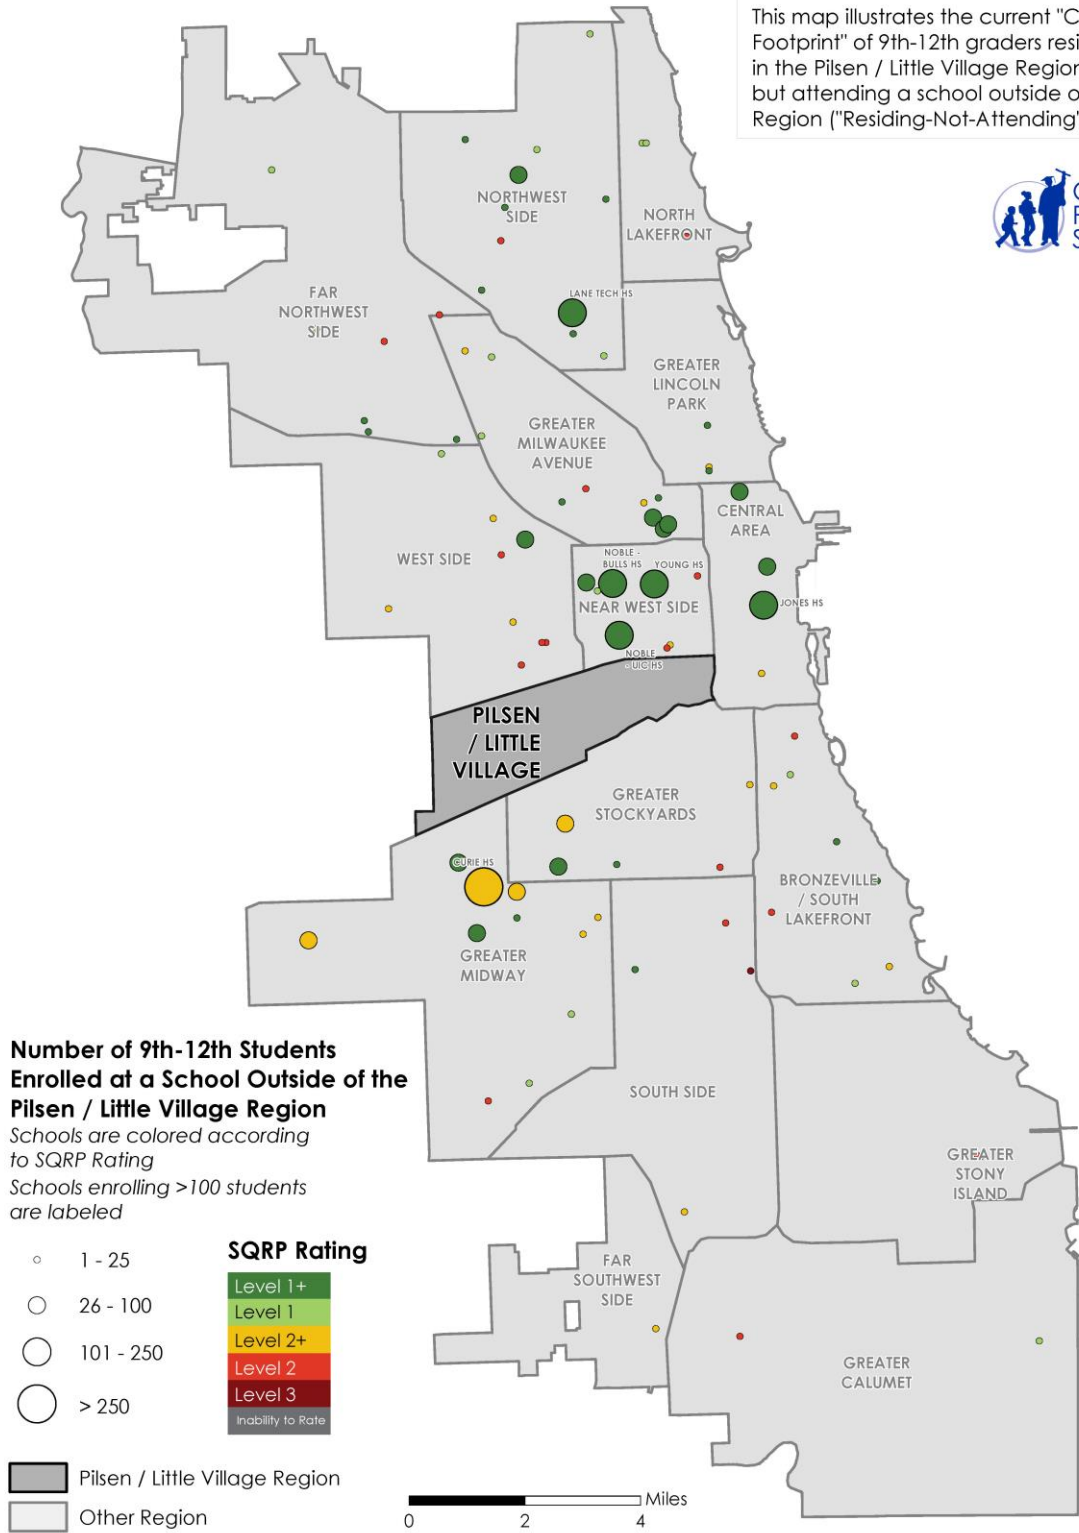 This map illustrates the current "C
Footprint" of 9th-12th graders resi
in the Pilsen / Little Village Region
but attending a school outside o
Region ("Residing-Not-Attending"
NORTHWEST
SIDE
NORTH
LAKEFRONT
LANE TECH HS
FAR
NORTHWEST
SIDE
GREATER
LINCOLN
PARK
GREATER
MILWAUKEE
AVENUE
CENTRAL
AREA
WEST SIDE
NOBLE -
BULLS HS
YOUNG HS
NEAR WEST SIDE
JONES HS
NOBLE
- UIC HS
PILSEN
/ LITTLE
VILLAGE
GREATER
STOCKYARDS
CURIE HS
BRONZEVILLE
/ SOUTH
LAKEFRONT
GREATER
MIDWAY
SOUTH SIDE
GREATER
STONY
ISLAND
FAR
SOUTHWEST
SIDE
GREATER
CALUMET
Number of 9th-12th Students
Enrolled at a School Outside of the
Pilsen / Little Village Region
Schools are colored according
to SQRP Rating
Schools enrolling >100 students
are labeled
1 - 25
26 - 100
101 - 250
> 250
SQRP Rating
Level 1+
Level 1
Level 2+
Level 2
Level 3
Inability to Rate
Pilsen / Little Village Region
Other Region
Miles
0 2 4